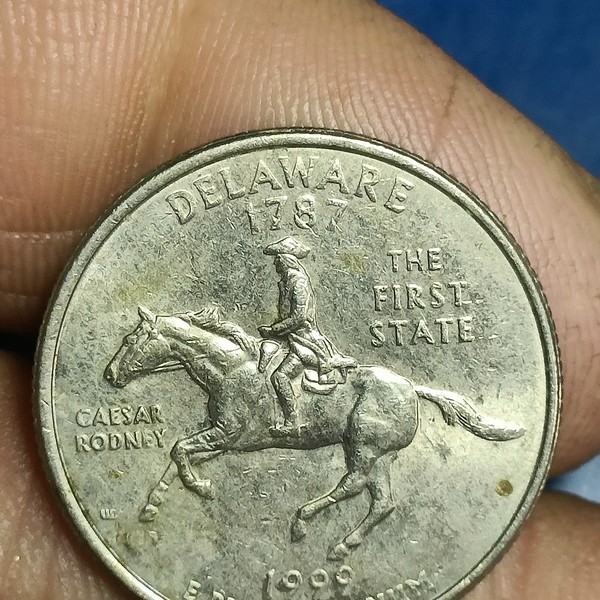 DELAWARE
1787
THE
FIRST
STATE
CAESAR
RODNEY
1999